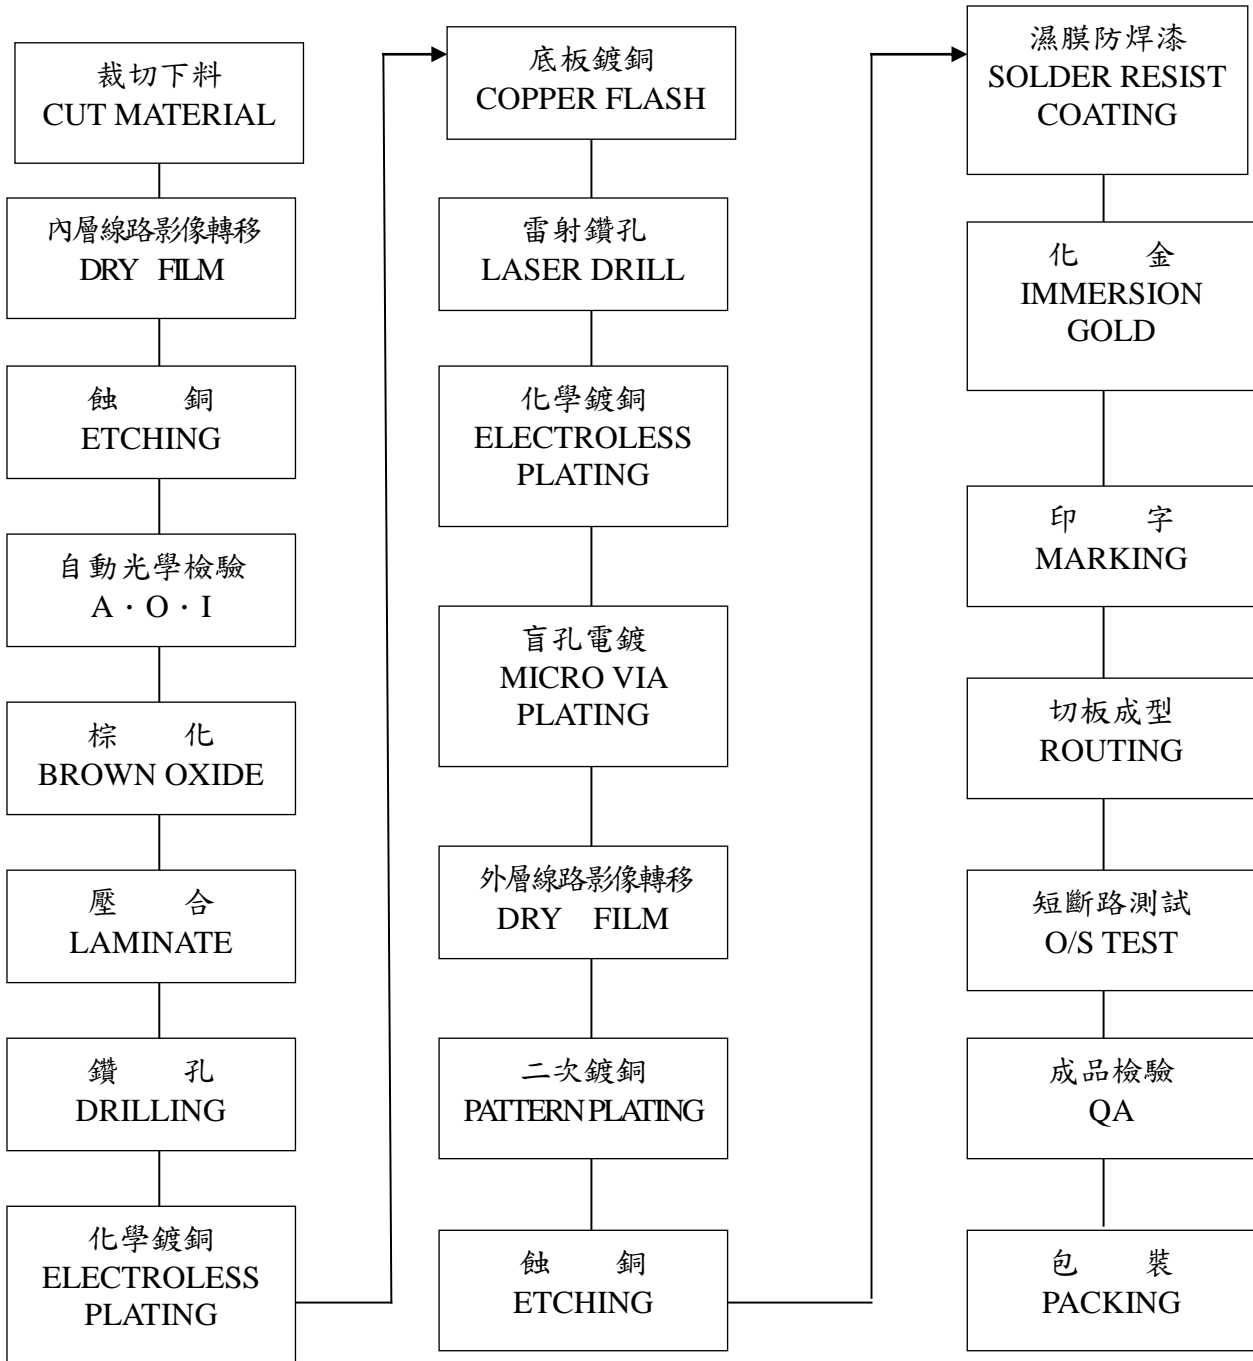 裁切下料
CUT MATERIAL
內層線路影像轉移
DRY FILM
蝕 銅
ETCHING
自動光學檢驗
A·O·I
棕 化
BROWN OXIDE
壓 合
LAMINATE
鑽 孔
DRILLING
化學鍍銅
ELECTROLESS
PLATING
底板鍍銅
COPPER FLASH
雷射鑽孔
LASER DRILL
化學鍍銅
ELECTROLESS
PLATING
盲孔電鍍
MICRO VIA
PLATING
外層線路影像轉移
DRY FILM
二次鍍銅
PATTERN PLATING
蝕 銅
ETCHING
濕膜防焊漆
SOLDER RESIST
COATING
化 金
IMMERSION
GOLD
印 字
MARKING
切板成型
ROUTING
短斷路測試
O/S TEST
成品檢驗
QA
包 裝
PACKING